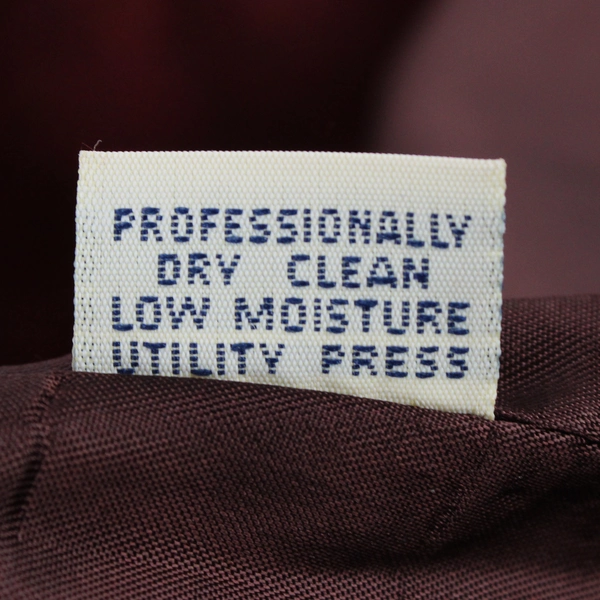 PROFESSIONALLY
DRY CLEAN
LOW MOISTURE
UTILITY PRESS